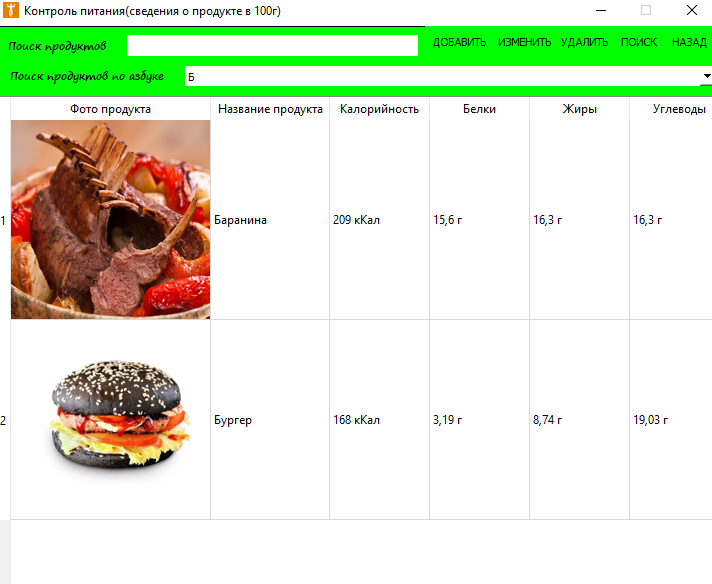 Контроль питания(сведения о продукте в 100г)
Поиск продуктов ДОБАВИТЬ ИЗМЕНИТЬ УДАЛИТЬ ПОИСК НАЗАД
Поиск продуктов по азбуке Б
Фото продукта Название продукта Калорийность Белки Жиры Углеводы
1 Баранина 209 кКал 15,6 г 16,3 г 16,3 г
2 Бургер 168 кКал 3,19 г 8,74 г 19,03 г